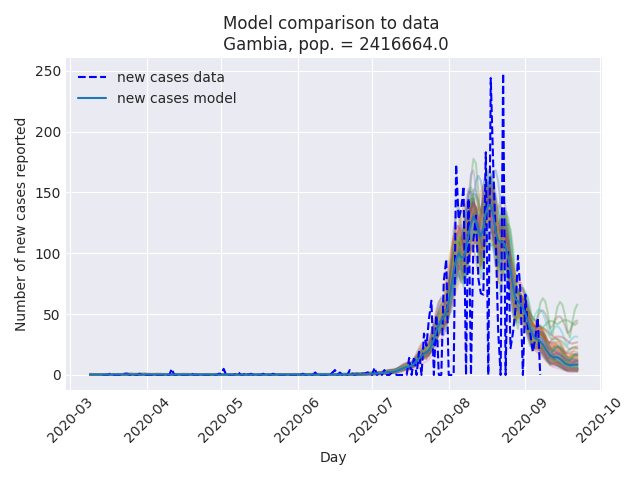 Model comparison to data
Gambia, pop. = 2416664.0
new cases data
new cases model
Number of new cases reported
250
200
150
100
50
0
2020-03
2020-04
2020-05
2020-06
2020-07
2020-08
2020-09
2020-10
Day